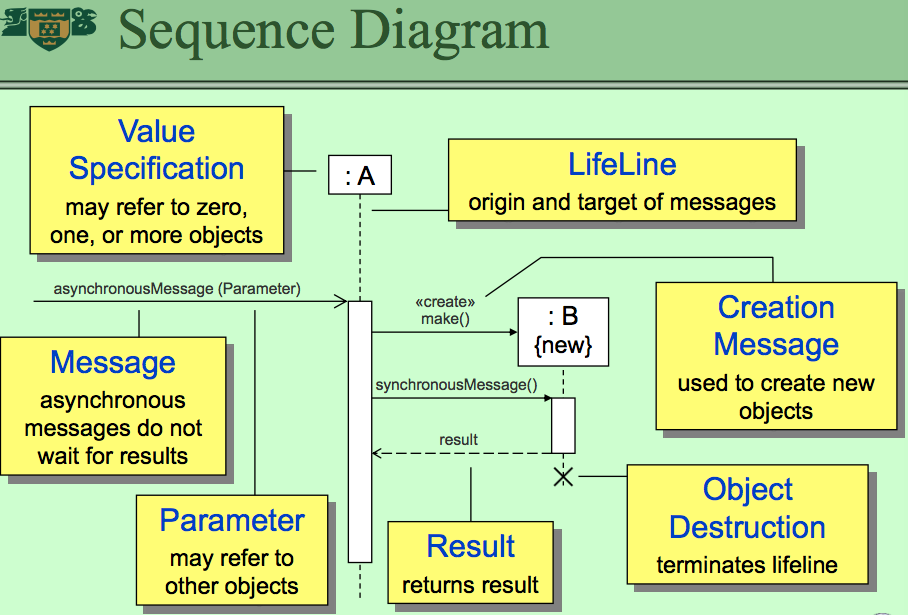 Sequence Diagram
Value
Specification
may refer to zero,
one, or more objects
: A
LifeLine
origin and target of messages
asynchronousMessage (Parameter)
«create»
make()
: B
{new}
Creation
Message
used to create new
objects
Message
asynchronous
messages do not
wait for results
synchronousMessage()
result
Object
Destruction
terminates lifeline
Parameter
may refer to
other objects
Result
returns result